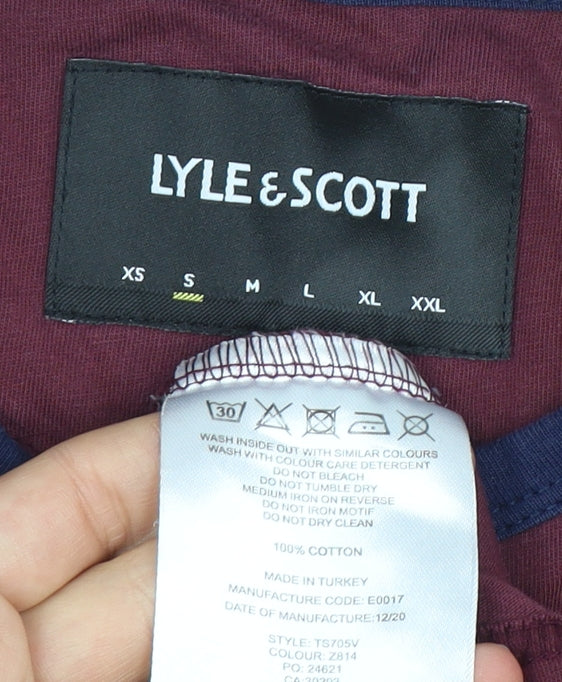 LYLE & SCOTT
XS S M L XL XXL
30
WASH INSIDE OUT WITH SIMILAR COLOURS
WASH WITH COLOUR CARE DETERGENT
DO NOT BLEACH
DO NOT TUMBLE DRY
MEDIUM IRON ON REVERSE
DO NOT IRON MOTIF
DO NOT DRY CLEAN
100% COTTON
MADE IN TURKEY
MANUFACTURE CODE: E0017
DATE OF MANUFACTURE:12/20
STYLE: TS705V
COLOUR: Z814
PO: 24621